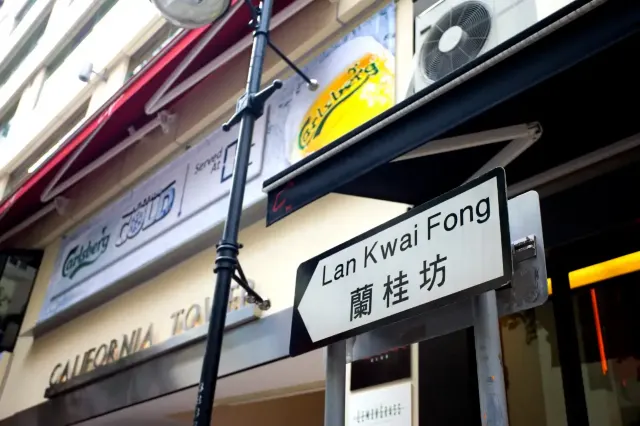 Carlsberg
Served
At
Carlsberg
CALIFORNIA TOWER
Lan Kwai Fong
蘭桂坊